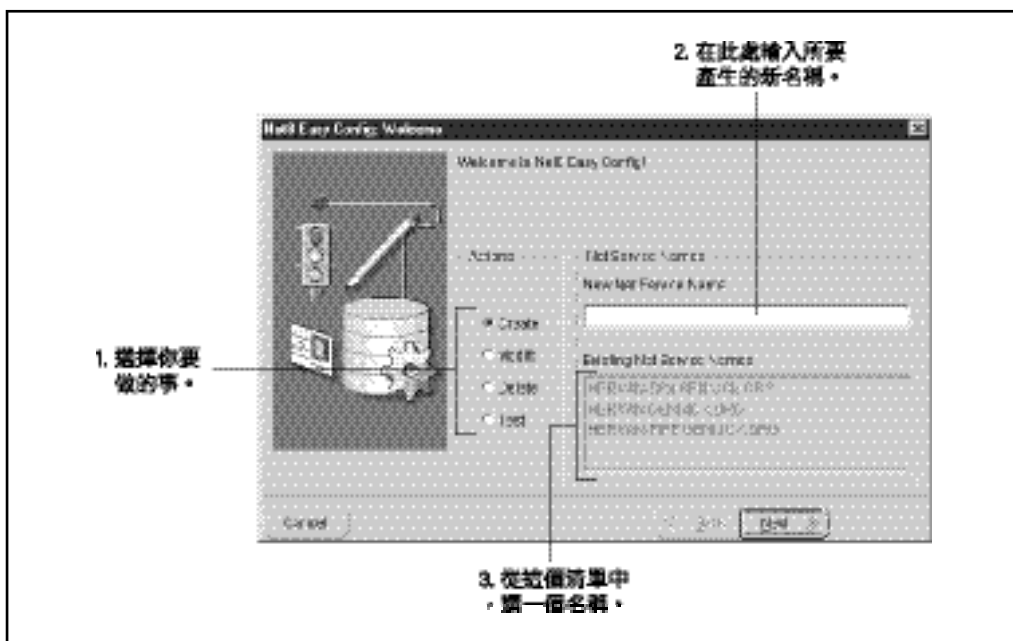 2. 在此處輸入所要
產生的新名稱。
Net8 Easy Config: Welcome
Welcome to Net8 Easy Config!
Actions
Net Service Names
New Net Service Name
Create
Modify
Delete
Test
Existing Net Service Names
1. 選擇你要
做的事。
Cancel
Back
Next
3. 從這個清單中
，選一個名稱。